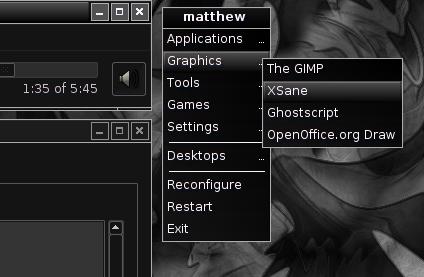 matthew
Applications ...
Graphics ...
The GIMP
XSane
Ghostscript
OpenOffice.org Draw
Tools ...
Games ...
Settings ...
Desktops ...
Reconfigure
Restart
Exit
1:35 of 5:45